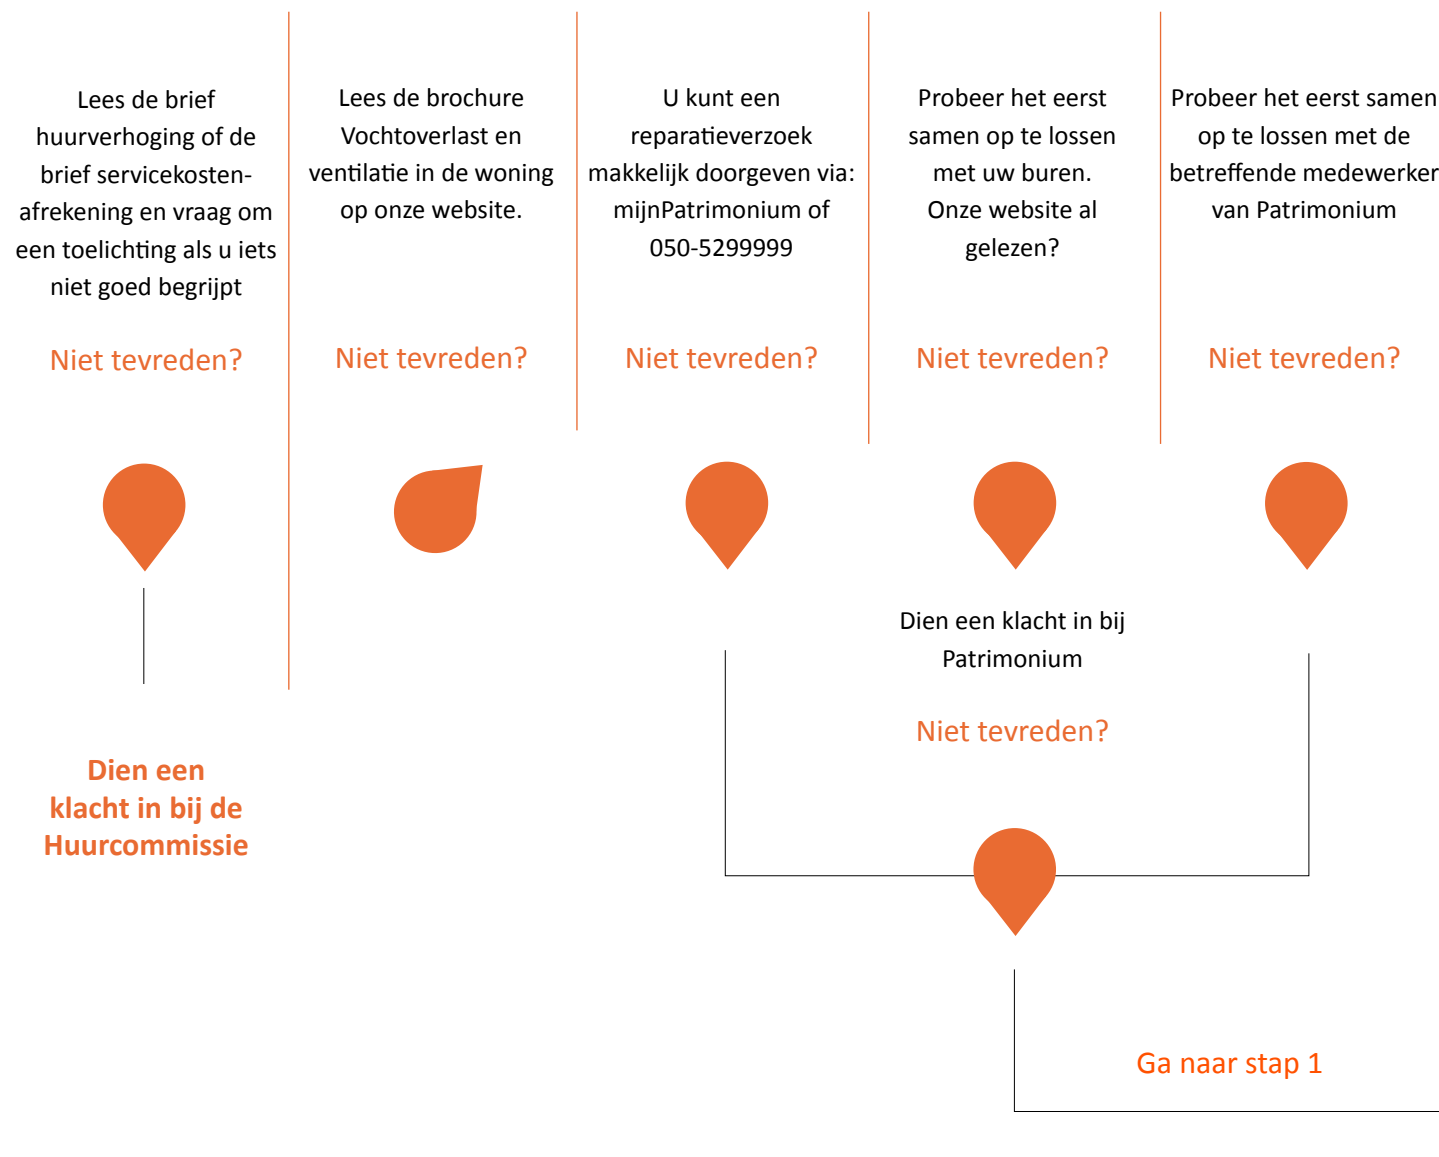 Lees de brief
huurverhoging of de
brief servicekosten-
afrekening en vraag om
een toelichting als u iets
niet goed begrijpt
Niet tevreden?
Dien een
klacht in bij de
Huurcommissie
Lees de brochure
Vochtoverlast en
ventilatie in de woning
op onze website.
Niet tevreden?
U kunt een
reparatieverzoek
makkelijk doorgeven via:
mijnPatrimonium of
050-5299999
Niet tevreden?
Probeer het eerst
samen op te lossen
met uw buren.
Onze website al
gelezen?
Niet tevreden?
Probeer het eerst samen
op te lossen met de
betreffende medewerker
van Patrimonium
Niet tevreden?
Dien een klacht in bij
Patrimonium
Niet tevreden?
Ga naar stap 1